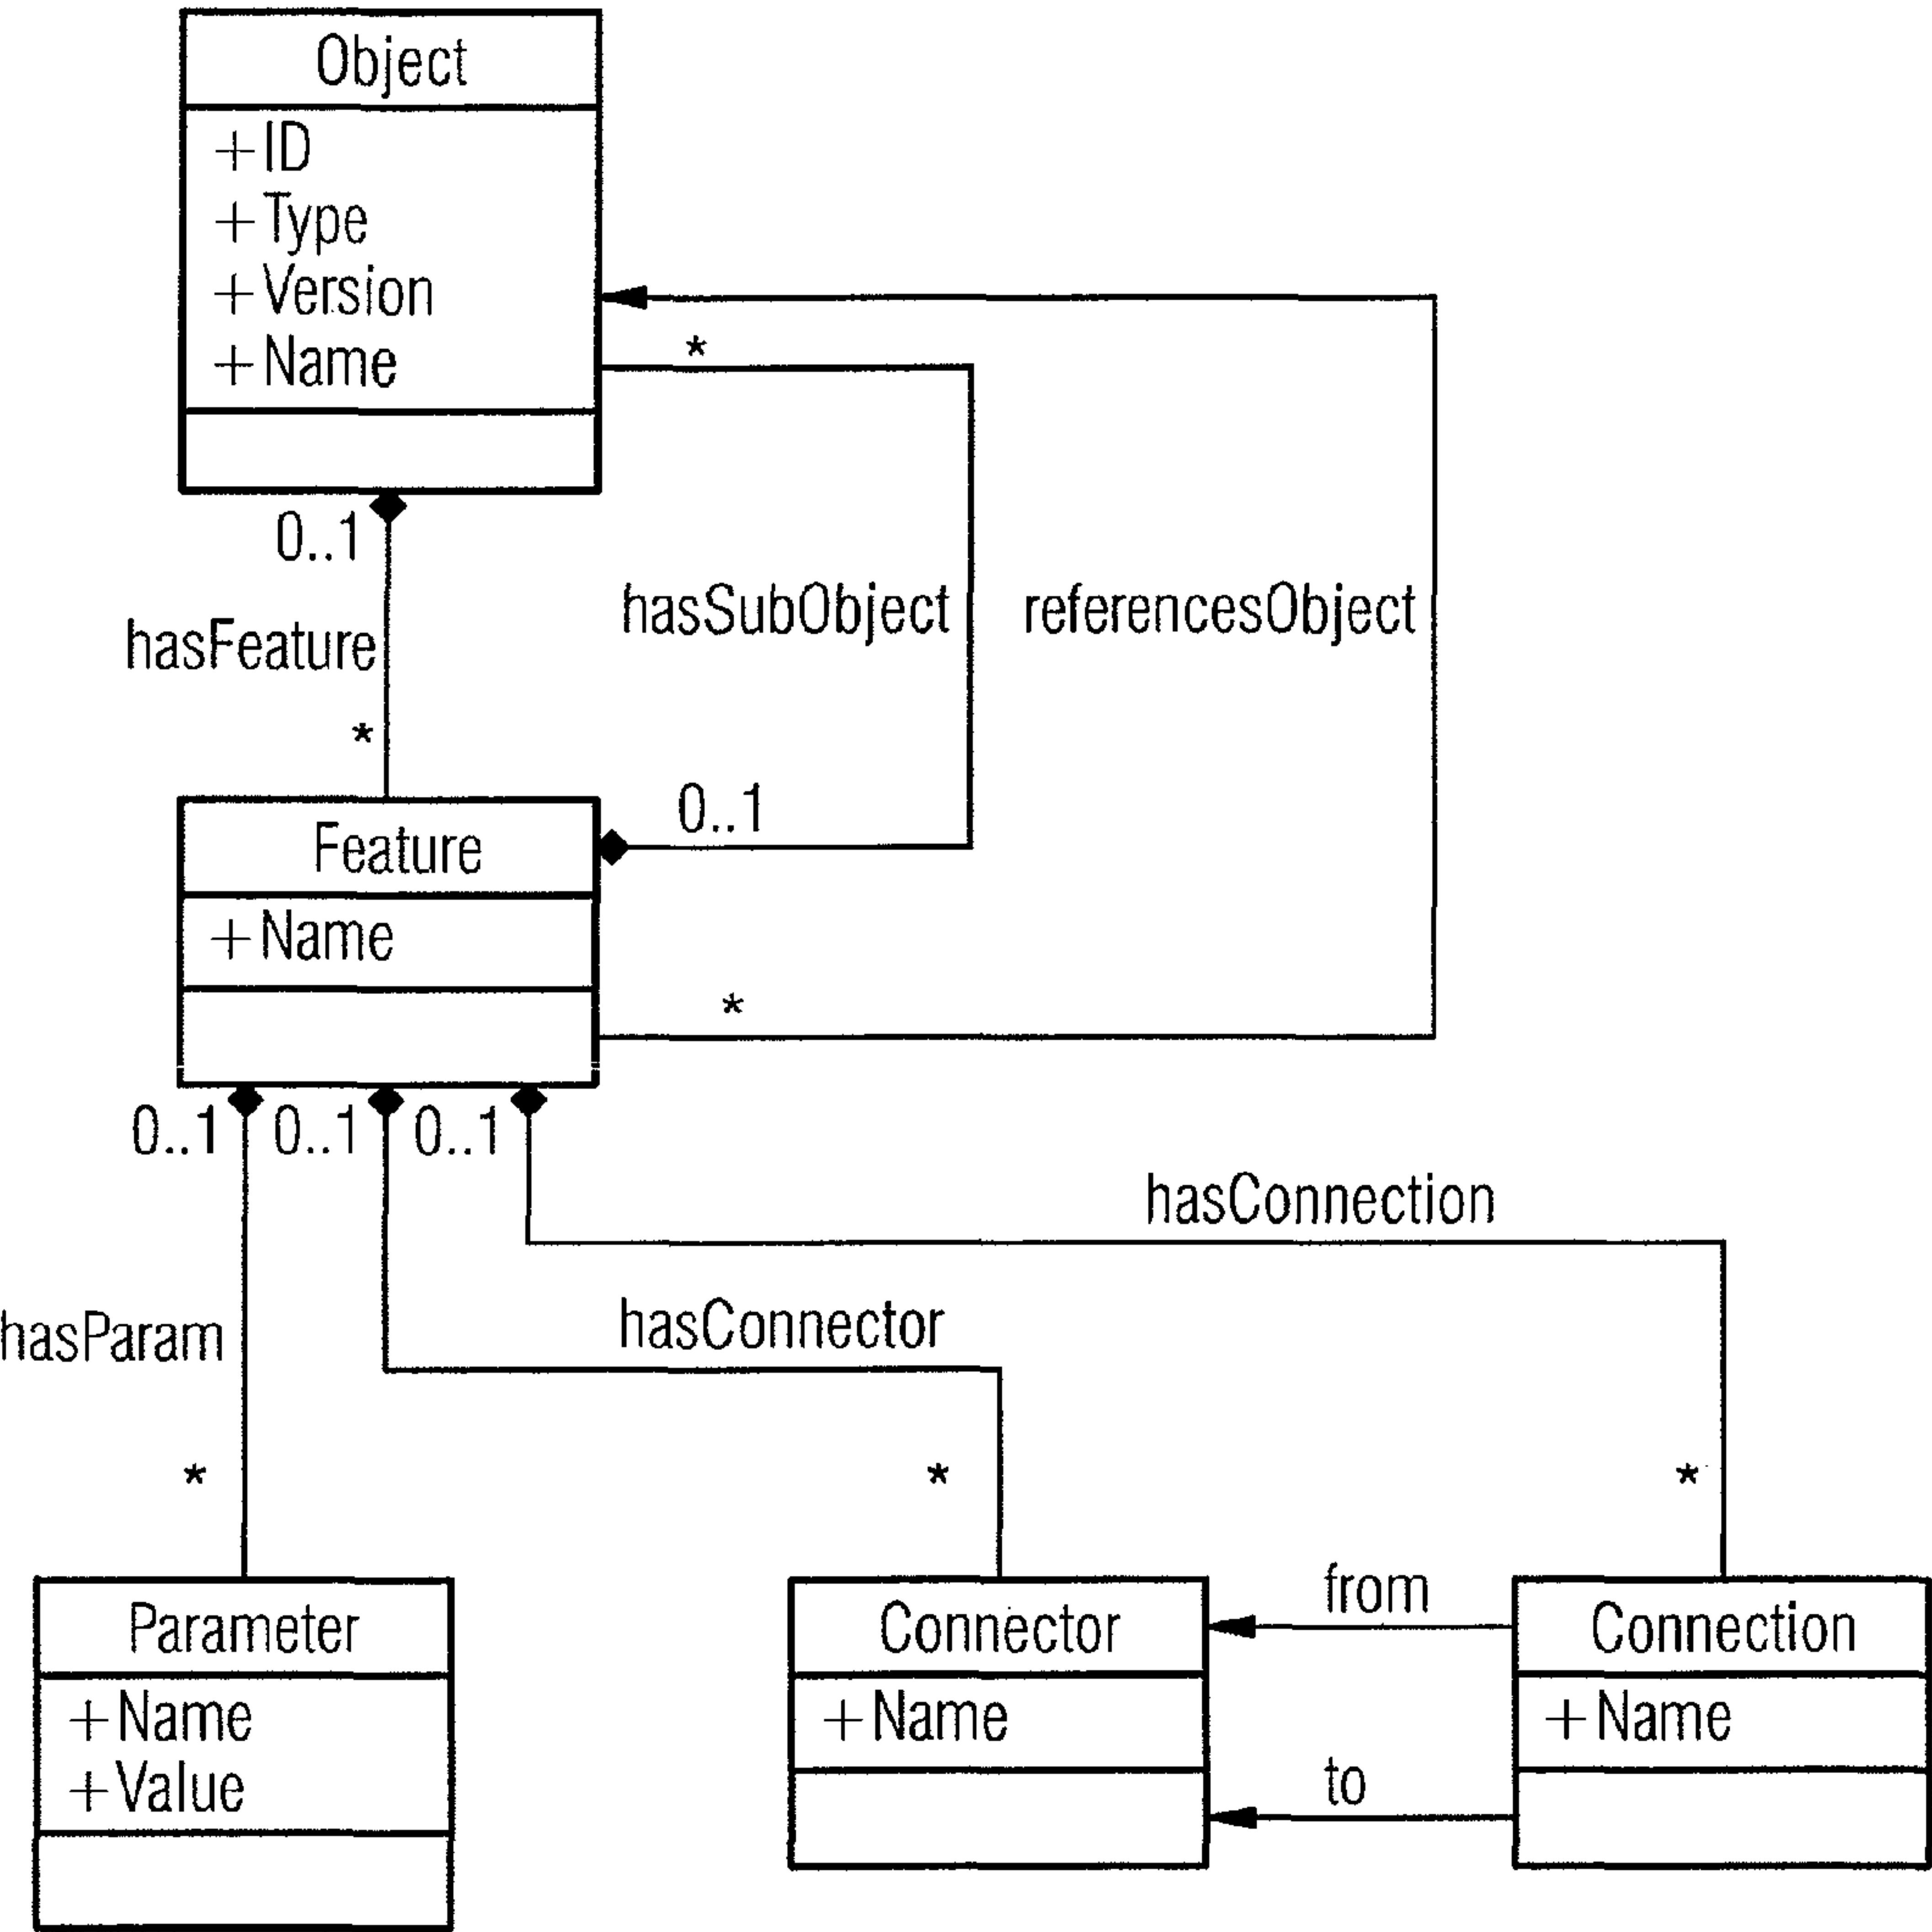 Object
+ID
+Type
+Version
+Name
*
0..1
hasSubObject
referencesObject
hasFeature
*
0..1
Feature
+Name
*
0..1
0..1
0..1
hasConnection
hasParam
hasConnector
*
*
*
Parameter
+Name
+Value
Connector
+Name
from
to
Connection
+Name